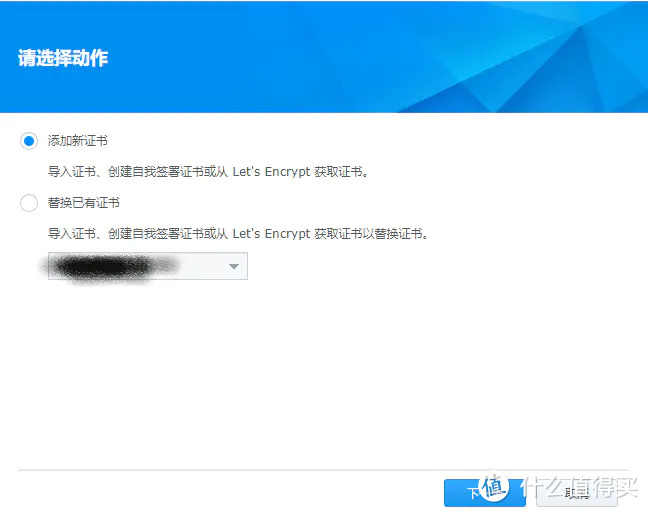 请选择动作
添加新证书
导入证书、创建自我签署证书或从 Let's Encrypt 获取证书。
替换已有证书
导入证书、创建自我签署证书或从 Let's Encrypt 获取证书以替换证书。
下
取消
值 什么值得买